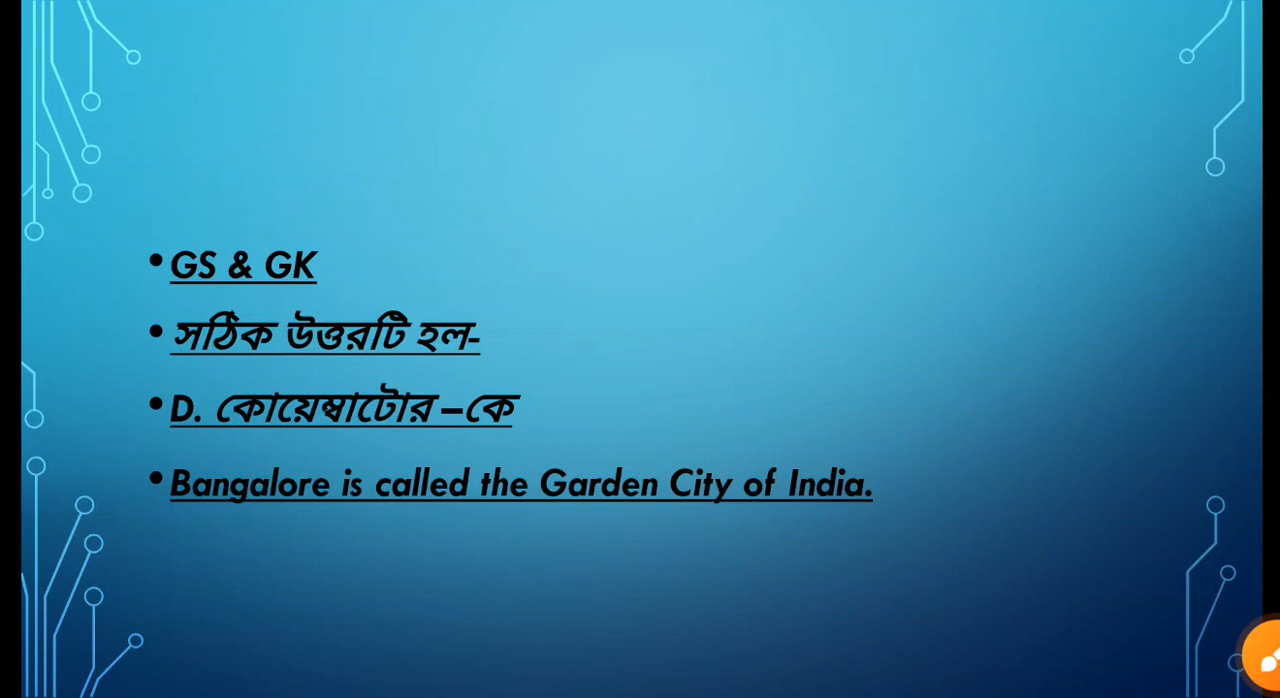 • GS & GK
• সঠিক উত্তরটি হল-
• D. কোয়েম্বাটোর –কে
• Bangalore is called the Garden City of India.